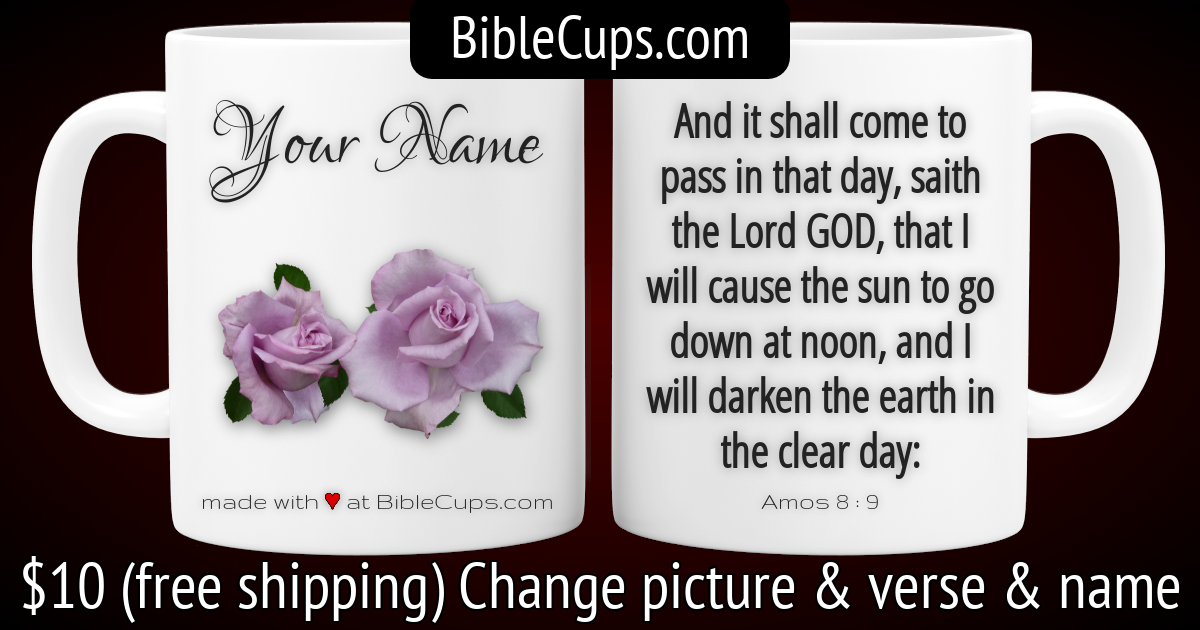 BibleCups.com
Your Name
made with ♥ at BibleCups.com
And it shall come to
pass in that day, saith
the Lord GOD, that I
will cause the sun to go
down at noon, and I
will darken the earth in
the clear day:
Amos 8 : 9
$10 (free shipping) Change picture & verse & name